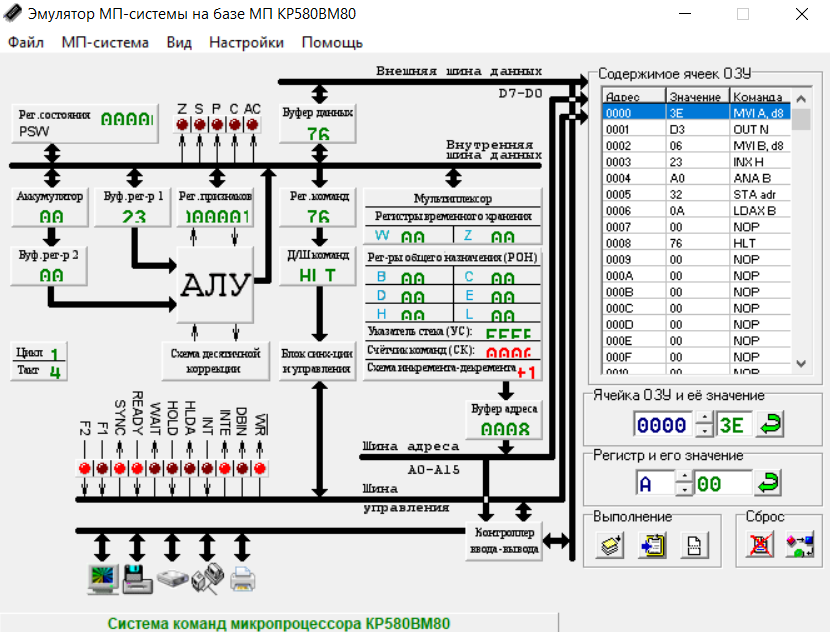 Эмулятор МП-системы на базе МП КР580ВМ80
Файл МП-система Вид Настройки Помощь
Внешняя шина данных
D7-D0
Рег.состояния
PSW
Z S P C AC
Буфер данных
76
Внутренняя
шина данных
Аккумулятор
00
Буф.рег-р 1
23
Рег.признаков
Рег.команд
76
Мультиплексор
Регистры временного хранения
W 00 Z 00
Буф.рег-р 2
00
АЛУ
Д/Ш команд
HLT
Рег-ры общего назначения (РОН)
B 00 C 00
D 00 E 00
H 00 L 00
Указатель стека (УС): FFFF
Счётчик команд (СК):
Схема инкремента-декремента +1
Цикл 1
Такт 4
Схема десятичной
коррекции
Блок синх-ции
и управления
Буфер адреса
0008
Шина адреса
A0-A15
F2 F1 SYNC READY WAIT HOLD HLDA INT INTE DBIN WR
Шина
управления
Контроллер
ввода-вывода
Содержимое ячеек ОЗУ
Адрес Значение Команда
0000 3E MVI A, d8
0001 D3 OUT N
0002 06 MVI B, d8
0003 23 INX H
0004 A0 ANA B
0005 32 STA adr
0006 0A LDAX B
0007 00 NOP
0008 76 HLT
0009 00 NOP
000A 00 NOP
000B 00 NOP
000C 00 NOP
000D 00 NOP
000E 00 NOP
000F 00 NOP
0010 00 NOP
Ячейка ОЗУ и её значение
0000 3E
Регистр и его значение
A 00
Выполнение
Сброс
Система команд микропроцессора КР580ВМ80